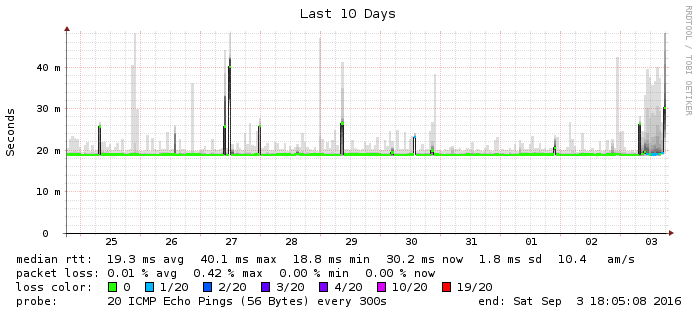 Last 10 Days
RRDTOOL / TOBI OETIKER
Seconds
40 m
30 m
20 m
10 m
0
25 26 27 28 29 30 31 01 02 03
median rtt: 19.3 ms avg 40.1 ms max 18.8 ms min 30.2 ms now 1.8 ms sd 10.4 am/s
packet loss: 0.01 % avg 0.42 % max 0.00 % min 0.00 % now
loss color: 0 1/20 2/20 3/20 4/20 10/20 19/20
probe: 20 ICMP Echo Pings (56 Bytes) every 300s end: Sat Sep 3 18:05:08 2016